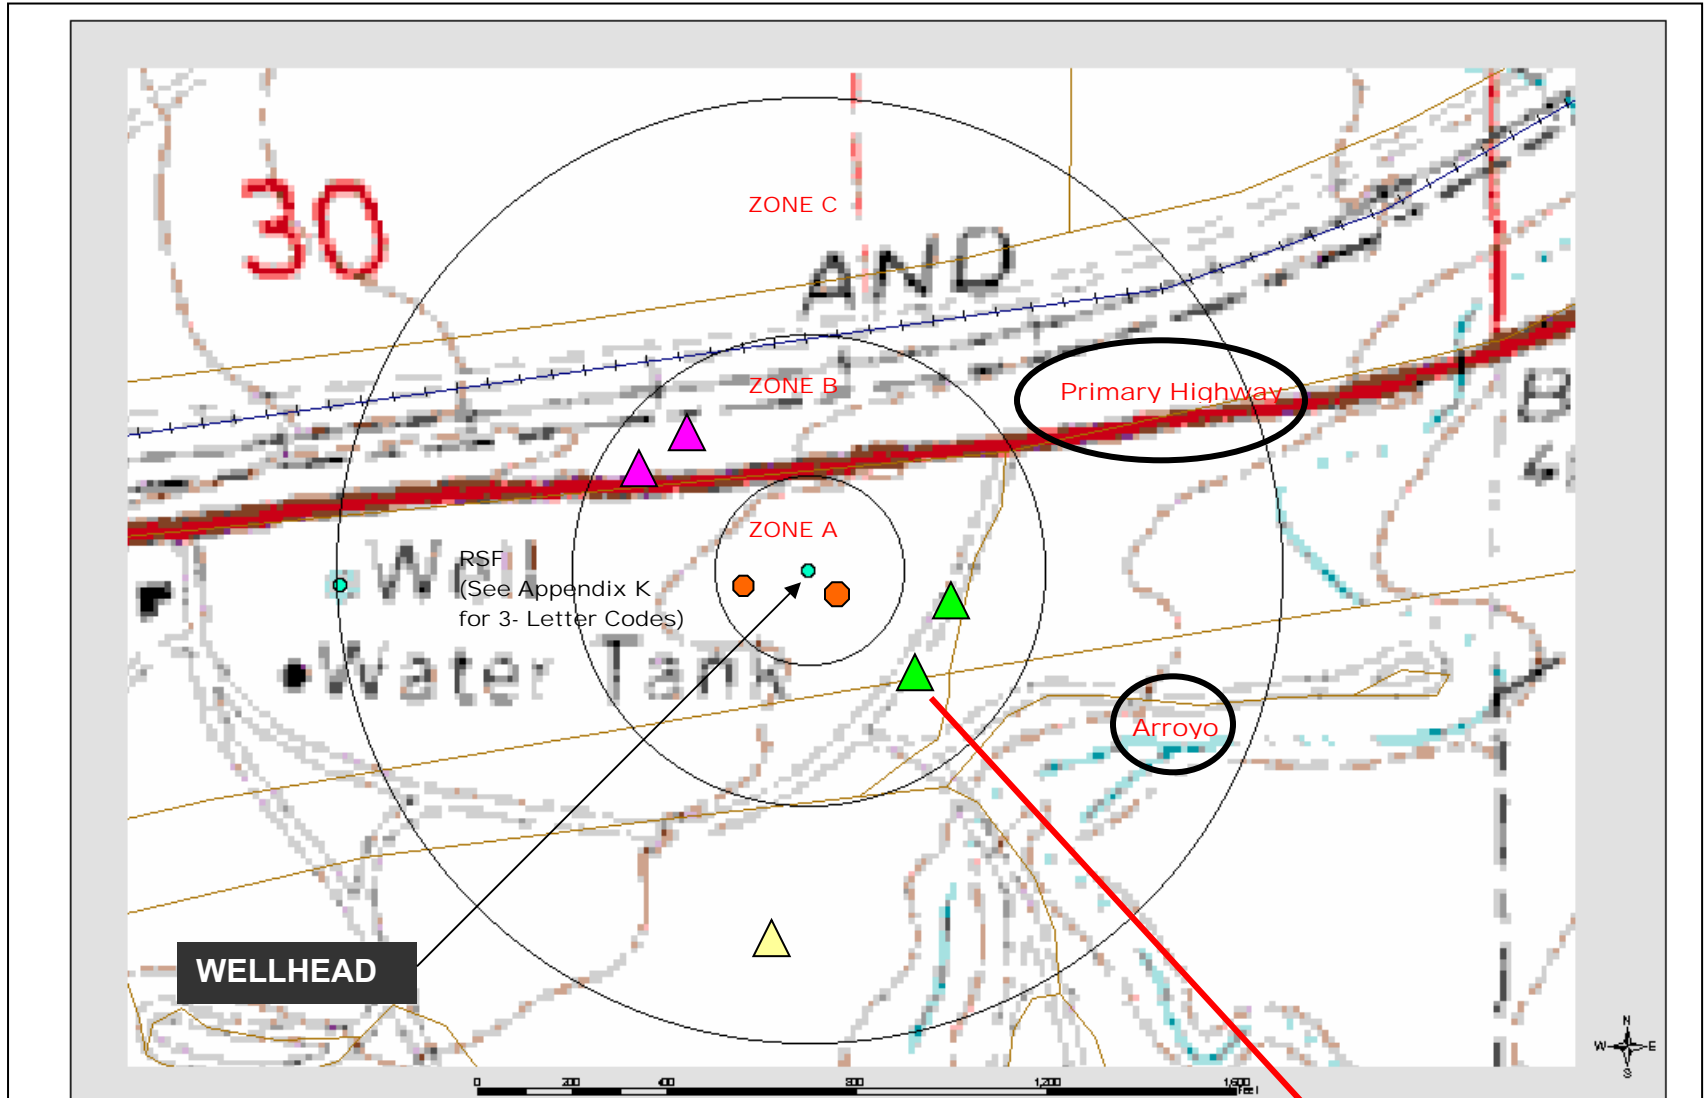 30
ZONE C
AND
ZONE B
Primary Highway
ZONE A
Well
RSF
(See Appendix K
for 3- Letter Codes)
Water Tank
Arroyo
WELLHEAD
N
W E
S
0 200 400 800 1,200 1,600
Feet